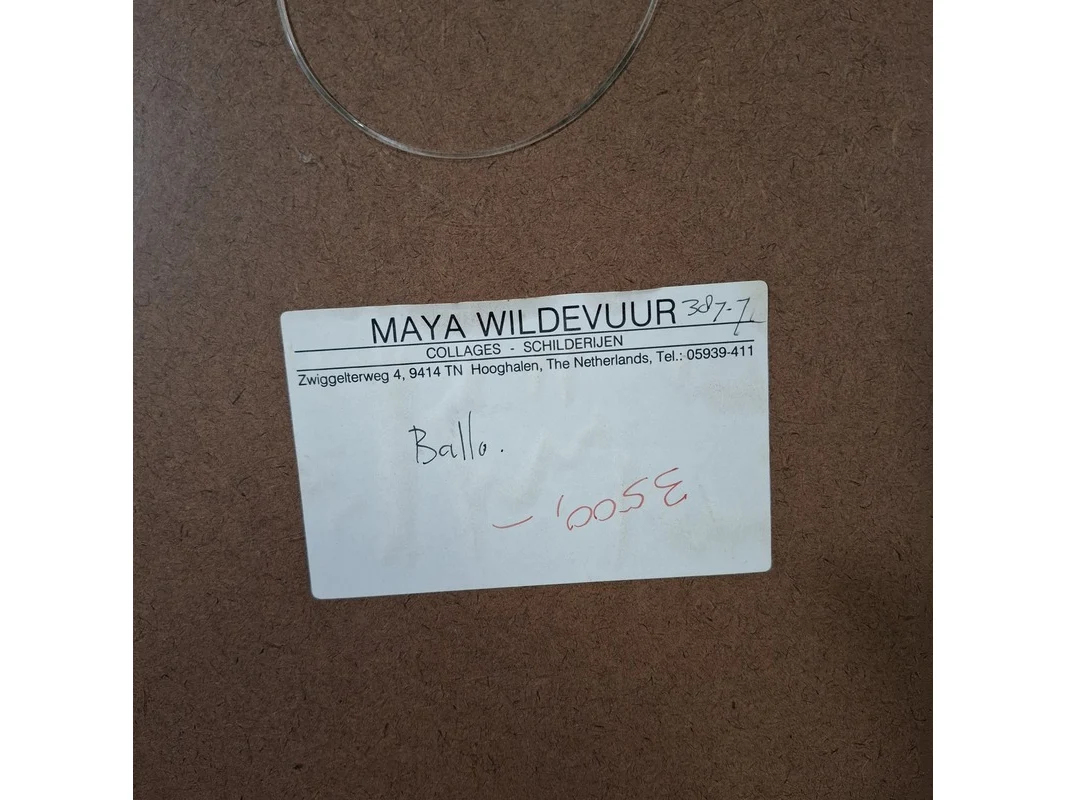 MAYA WILDEVUUR 387-7
COLLAGES - SCHILDERIJEN
Zwiggelterweg 4, 9414 TN Hooghalen, The Netherlands, Tel.: 05939-411
Ballo.
3500,-